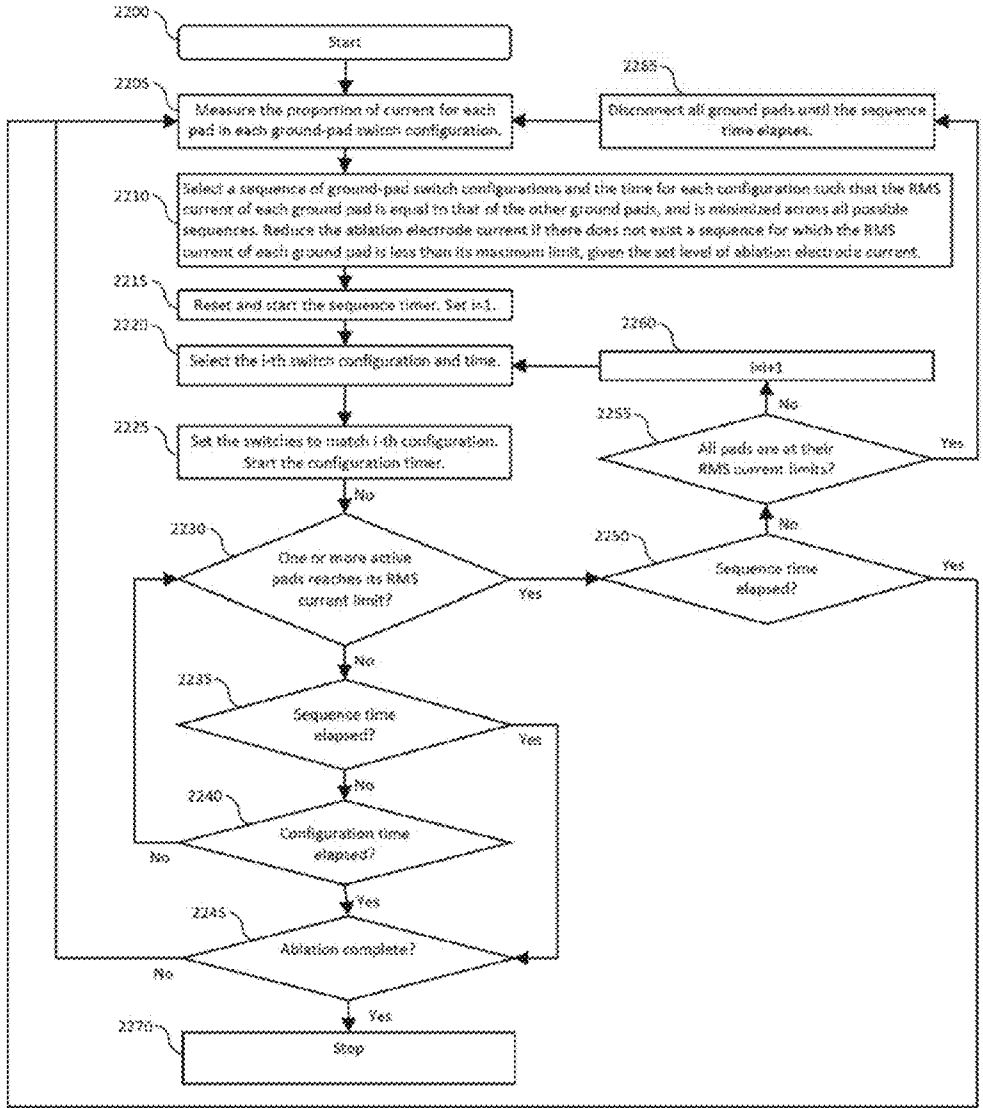 2200
Start
2205
Measure the proportion of current for each
pad in each ground-pad switch configuration.
2265
Disconnect all ground pads until the sequence
time elapses.
2210
Select a sequence of ground-pad switch configurations and the time for each configuration such that the RMS
current of each ground pad is equal to that of the other ground pads, and is minimized across all possible
sequences. Reduce the ablation electrode current if there does not exist a sequence for which the RMS
current of each ground pad is less than its maximum limit, given the set level of ablation electrode current.
2215
Reset and start the sequence timer. Set i=1.
2220
Select the i-th switch configuration and time.
2260
i=i+1
No
2225
Set the switches to match i-th configuration.
Start the configuration timer.
No
2255
All pads are at their
RMS current limits?
Yes
No
2230
One or more active
pads reaches its RMS
current limit?
Yes
2250
Sequence time
elapsed?
Yes
No
2235
Sequence time
elapsed?
Yes
No
2240
Configuration time
elapsed?
No
Yes
2245
Ablation complete?
No
Yes
2270
Stop